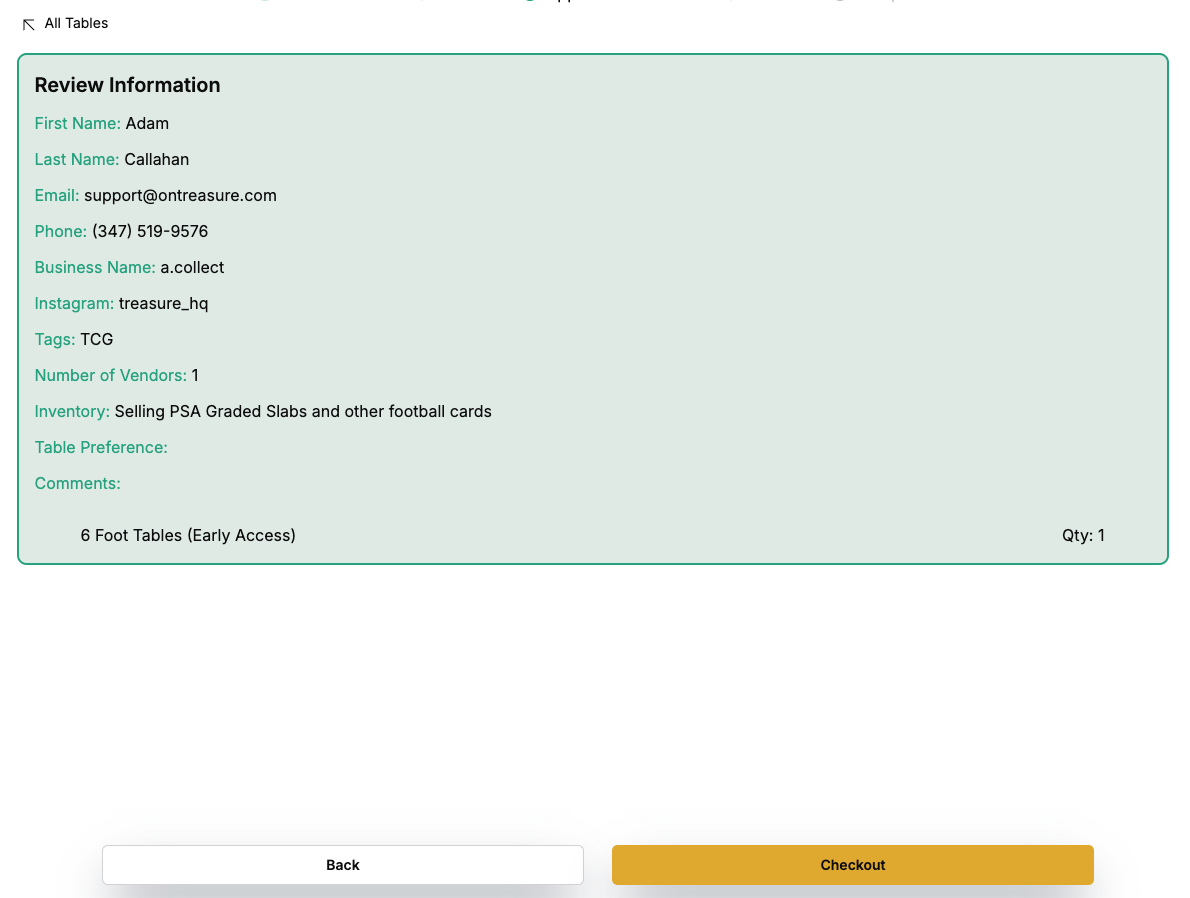 All Tables
Review Information
First Name: Adam
Last Name: Callahan
Email: support@ontreasure.com
Phone: (347) 519-9576
Business Name: a.collect
Instagram: treasure_hq
Tags: TCG
Number of Vendors: 1
Inventory: Selling PSA Graded Slabs and other football cards
Table Preference:
Comments:
6 Foot Tables (Early Access) Qty: 1
Back Checkout